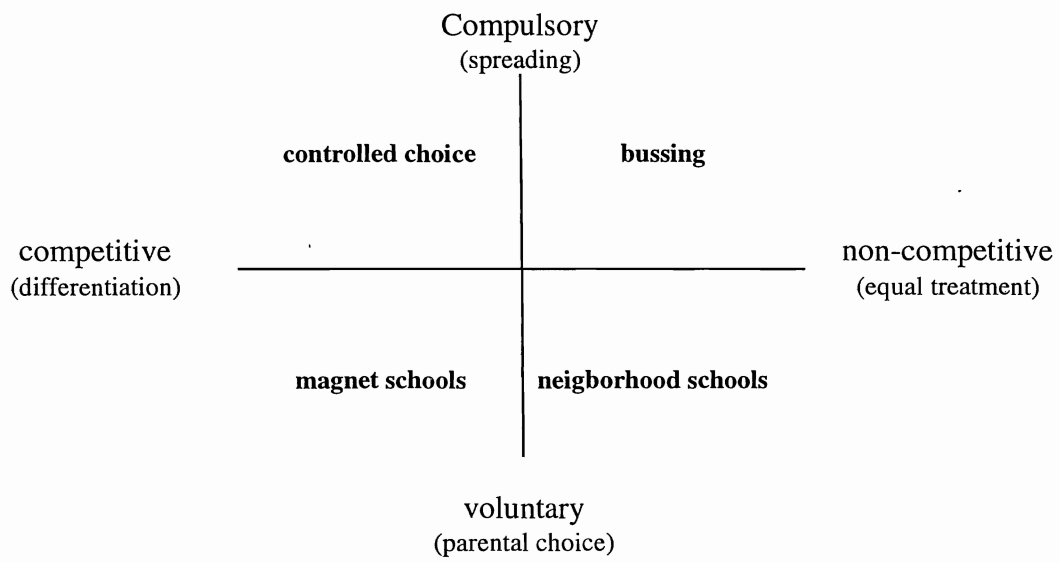 Compulsory
(spreading)
controlled choice
bussing
competitive
(differentiation)
non-competitive
(equal treatment)
magnet schools
neigborhood schools
voluntary
(parental choice)